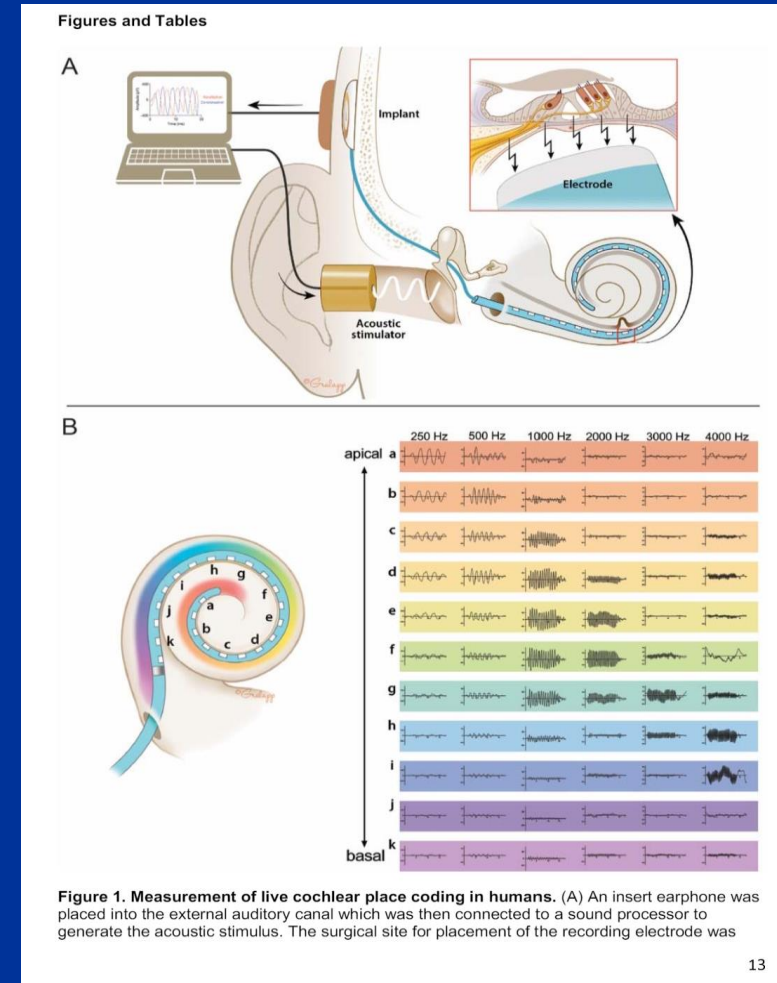 Figures and Tables
A
Implant
Electrode
Acoustic
stimulator
B
250 Hz 500 Hz 1000 Hz 2000 Hz 3000 Hz 4000 Hz
apical a
b
c
d
e
f
g
h
i
j
basal k
h g
i f
j a e
k b c d
Figure 1. Measurement of live cochlear place coding in humans. (A) An insert earphone was
placed into the external auditory canal which was then connected to a sound processor to
generate the acoustic stimulus. The surgical site for placement of the recording electrode was
13